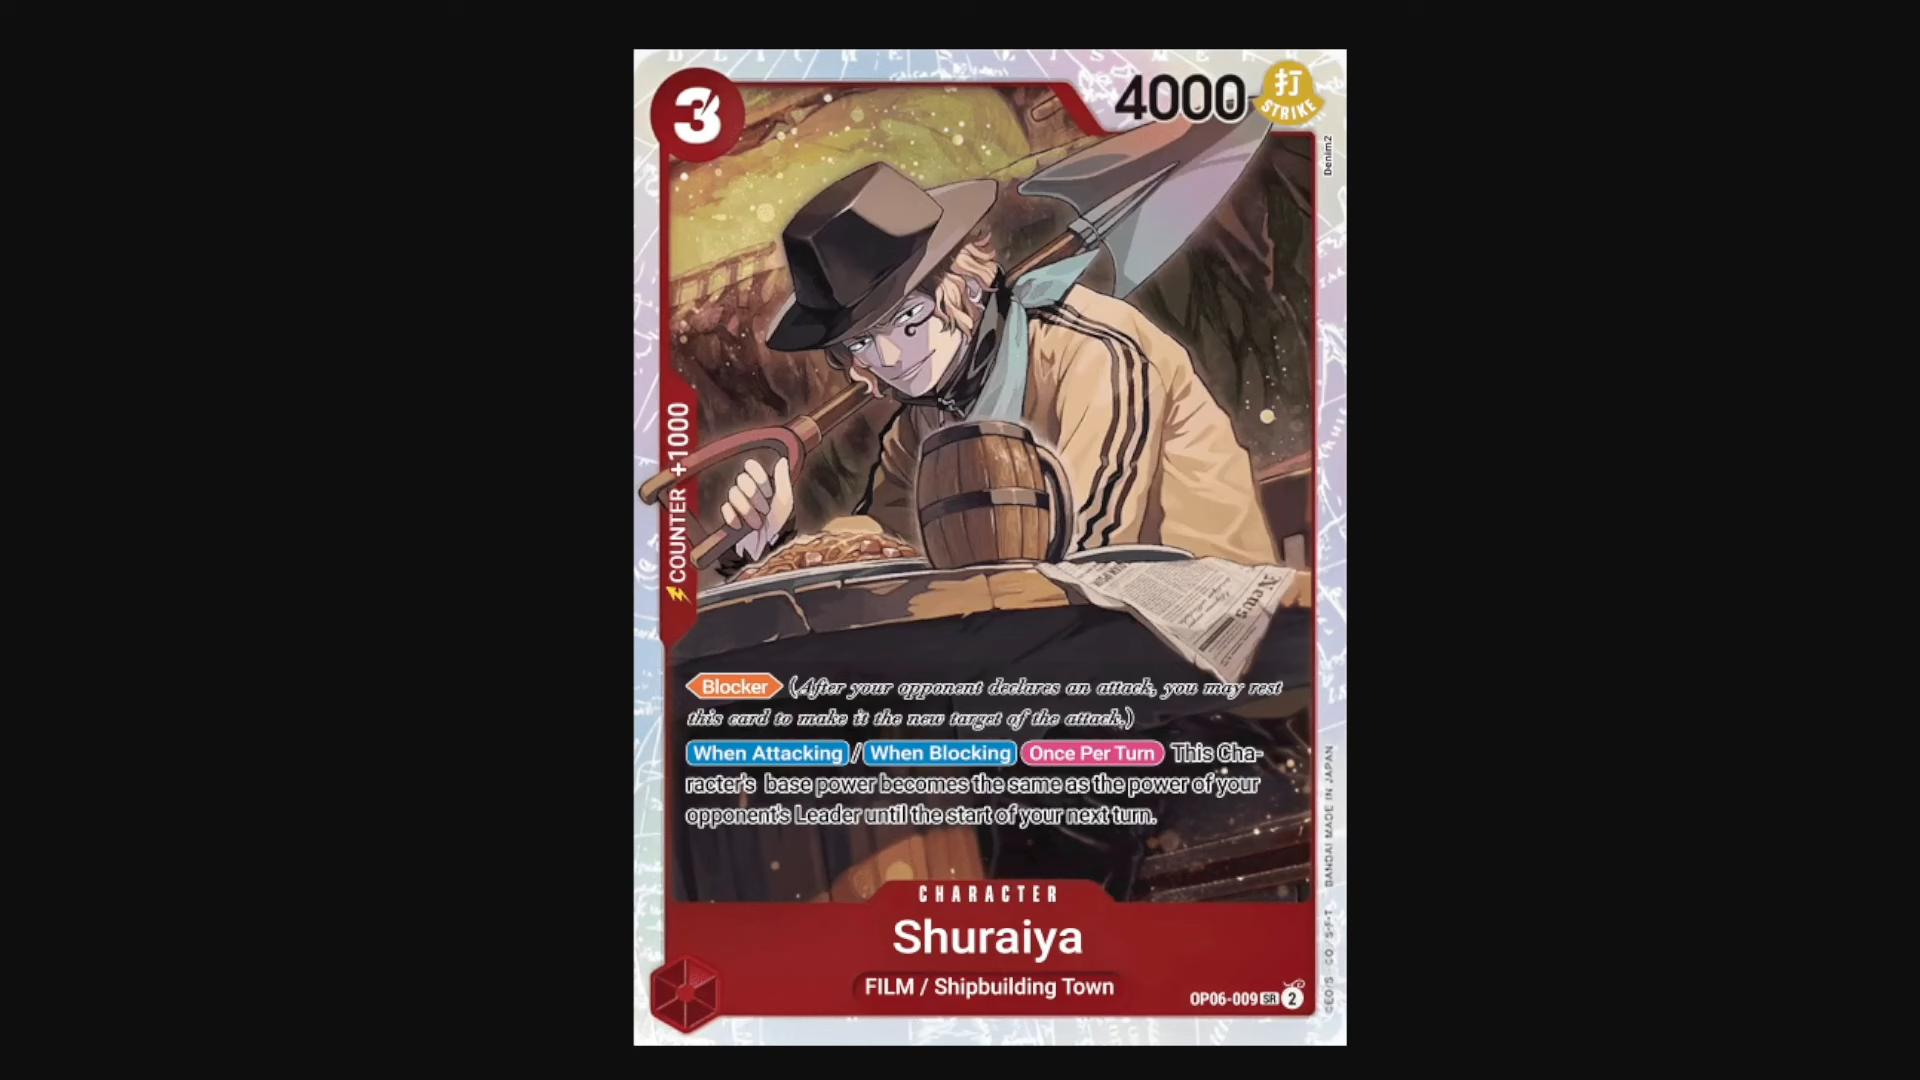 3
4000
打
STRIKE
Denim2
COUNTER +1000
News
Blocker (After your opponent declares an attack, you may rest
this card to make it the new target of the attack.)
When Attacking / When Blocking Once Per Turn This Cha-
racter's base power becomes the same as the power of your
opponent's Leader until the start of your next turn.
BANDAI MADE IN JAPAN
CHARACTER
Shuraiya
FILM / Shipbuilding Town
OP06-009 SR 2